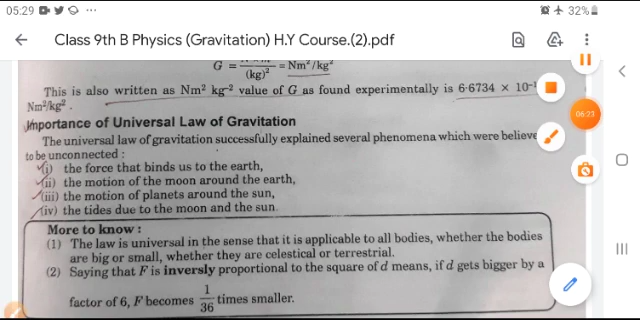 05:29
32%
Class 9th B Physics (Gravitation) H.Y Course.(2).pdf
G = (kg)² = Nm²/kg²
This is also written as Nm² kg⁻² value of G as found experimentally is 6·6734 × 10⁻
Nm²/kg².
Importance of Universal Law of Gravitation
The universal law of gravitation successfully explained several phenomena which were believe
to be unconnected :
(i) the force that binds us to the earth,
(ii) the motion of the moon around the earth,
(iii) the motion of planets around the sun,
(iv) the tides due to the moon and the sun.
More to know :
(1) The law is universal in the sense that it is applicable to all bodies, whether the bodies
are big or small, whether they are celestical or terrestrial.
(2) Saying that F is inversly proportional to the square of d means, if d gets bigger by a
factor of 6, F becomes 1/36 times smaller.
06:23